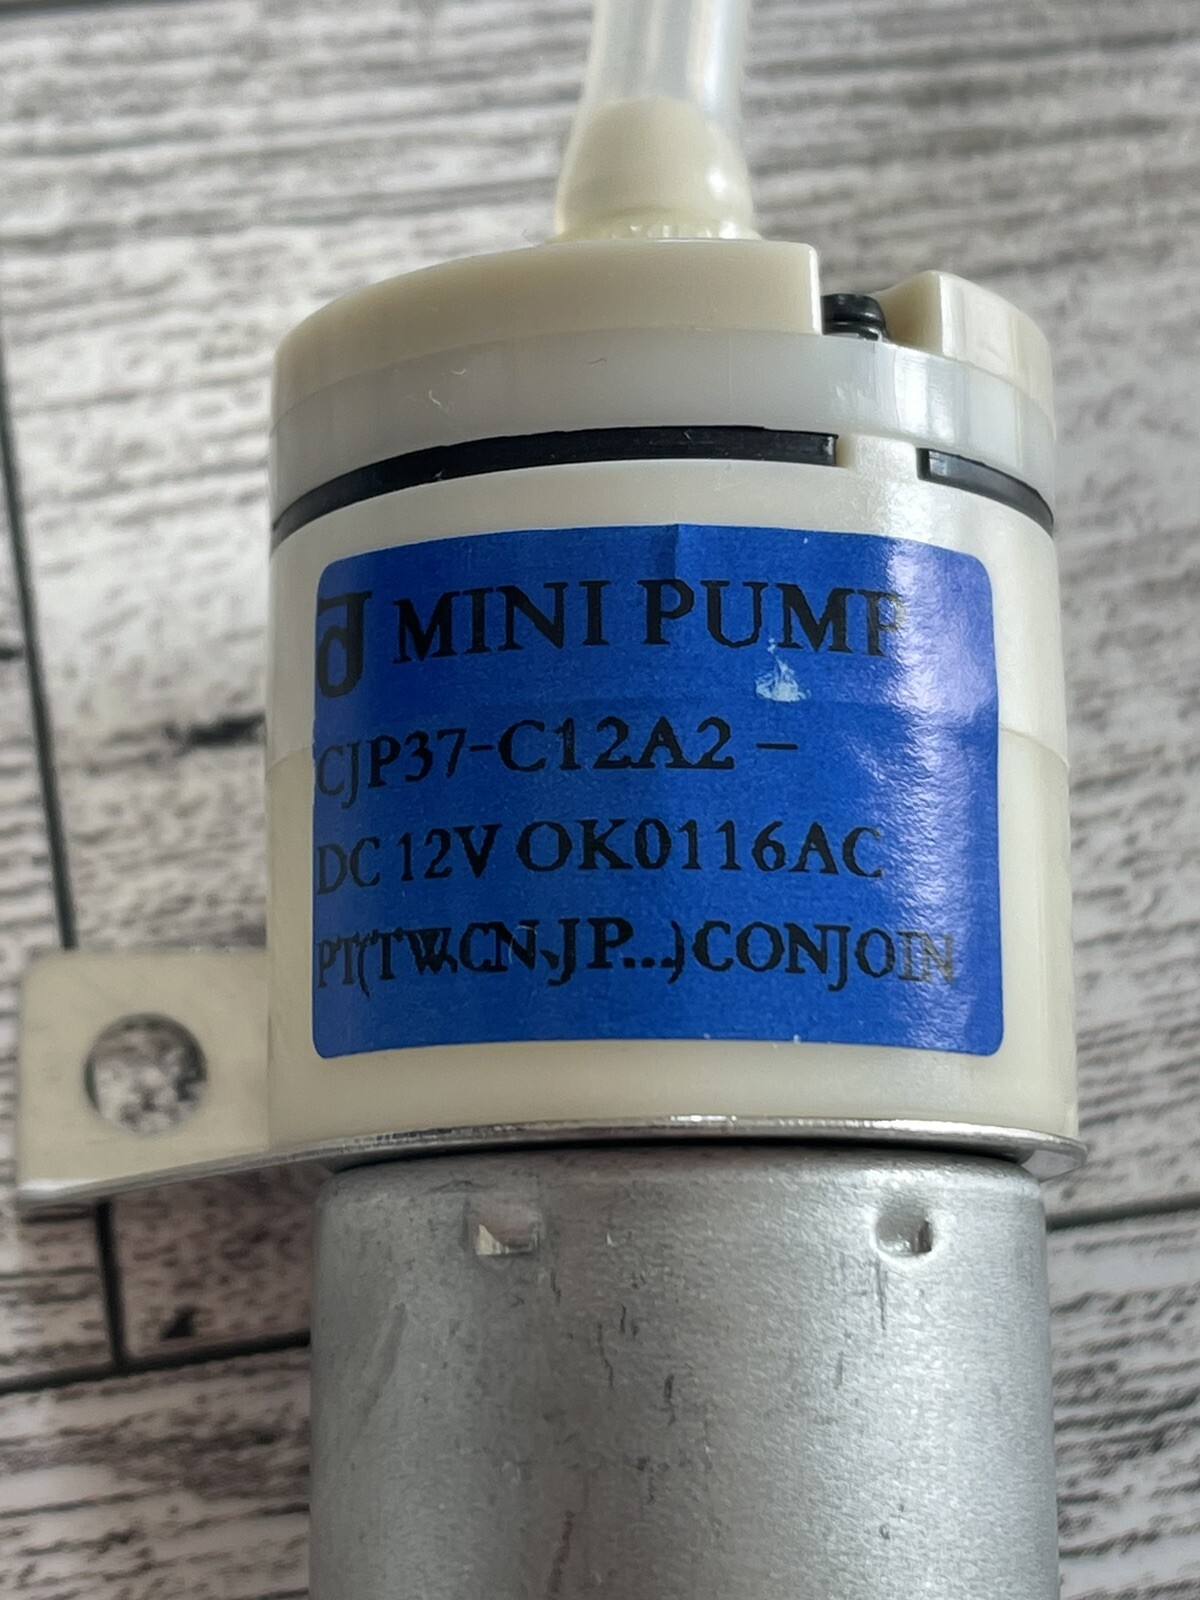 MINI PUMP
CJP37-C12A2 –
DC 12V OK0116AC
PT(TW.CN.JP...)CONJOIN